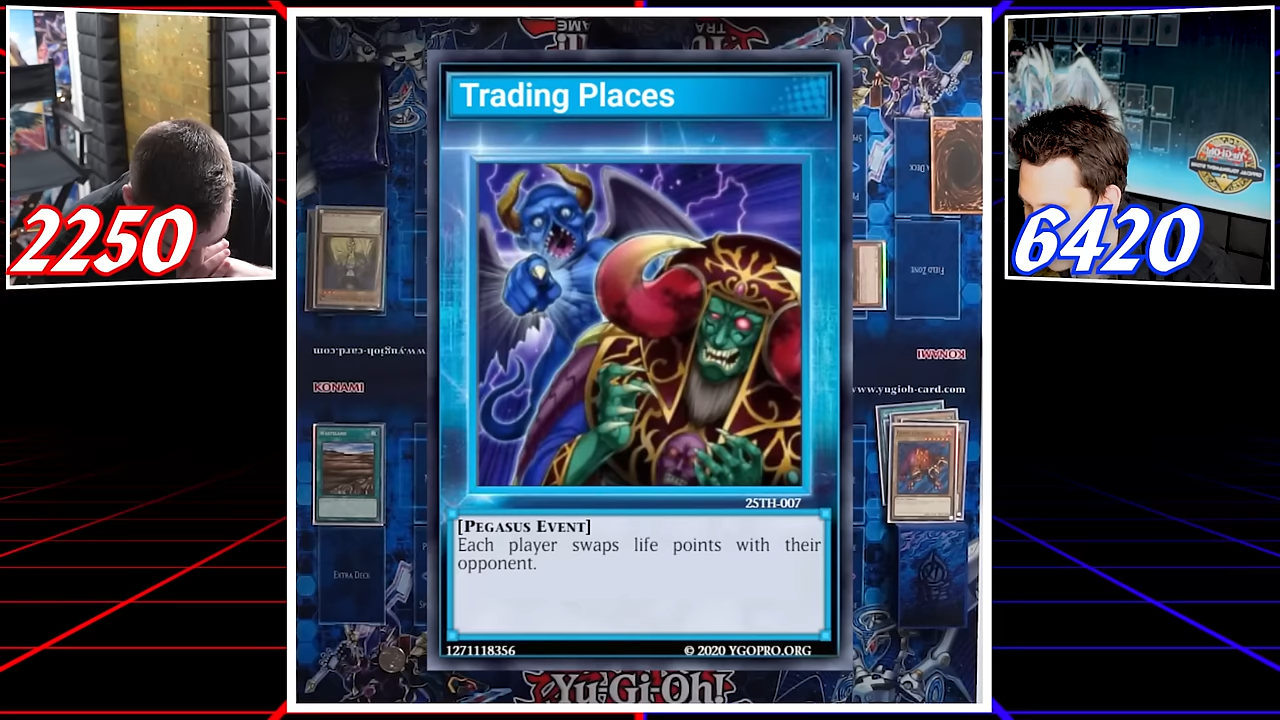 Trading Places
2250
6420
25TH-007
[PEGASUS EVENT]
Each player swaps life points with their
opponent.
1271118356
© 2020 YGOPRO.ORG
www.yugioh-card.com
KONAMI
FIELD ZONE
KONAMI
www.yugioh-card.com
WASTELAND
EXTRA DECK
Yu-Gi-Oh!